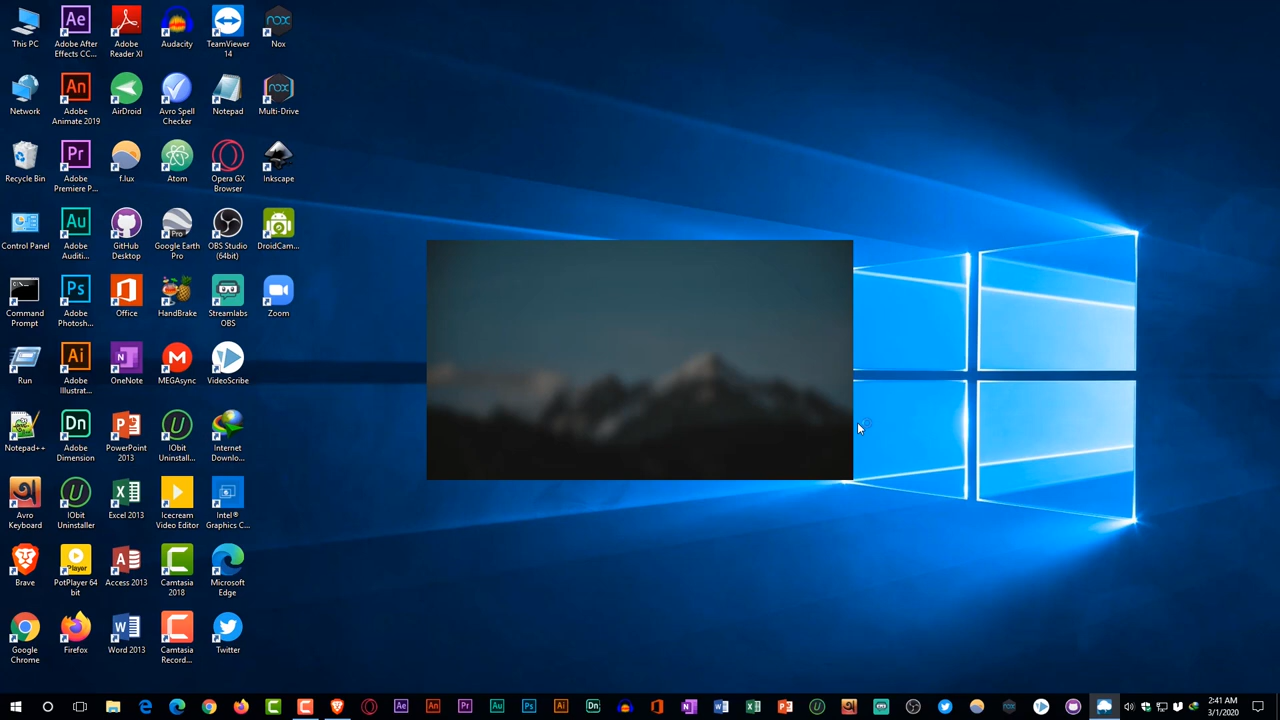 This PC
Adobe After
Effects CC...
Adobe
Reader XI
Audacity
TeamViewer
14
Nox
Network
Adobe
Animate 2019
AirDroid
Avro Spell
Checker
Notepad
Multi-Drive
Recycle Bin
Adobe
Premiere P...
f.lux
Atom
Opera GX
Browser
Inkscape
Control Panel
Adobe
Auditi...
GitHub
Desktop
Google Earth
Pro
OBS Studio
(64bit)
DroidCam...
Command
Prompt
Adobe
Photosh...
Office
HandBrake
Streamlabs
OBS
Zoom
Run
Adobe
Illustrat...
OneNote
MEGAsync
VideoScribe
Notepad++
Adobe
Dimension
PowerPoint
2013
IObit
Uninstall...
Internet
Downlo...
Avro
Keyboard
IObit
Uninstaller
Excel 2013
Icecream
Video Editor
Intel®
Graphics C...
Brave
PotPlayer 64
bit
Access 2013
Camtasia
2018
Microsoft
Edge
Google
Chrome
Firefox
Word 2013
Camtasia
Record...
Twitter
2:41 AM
3/1/2020